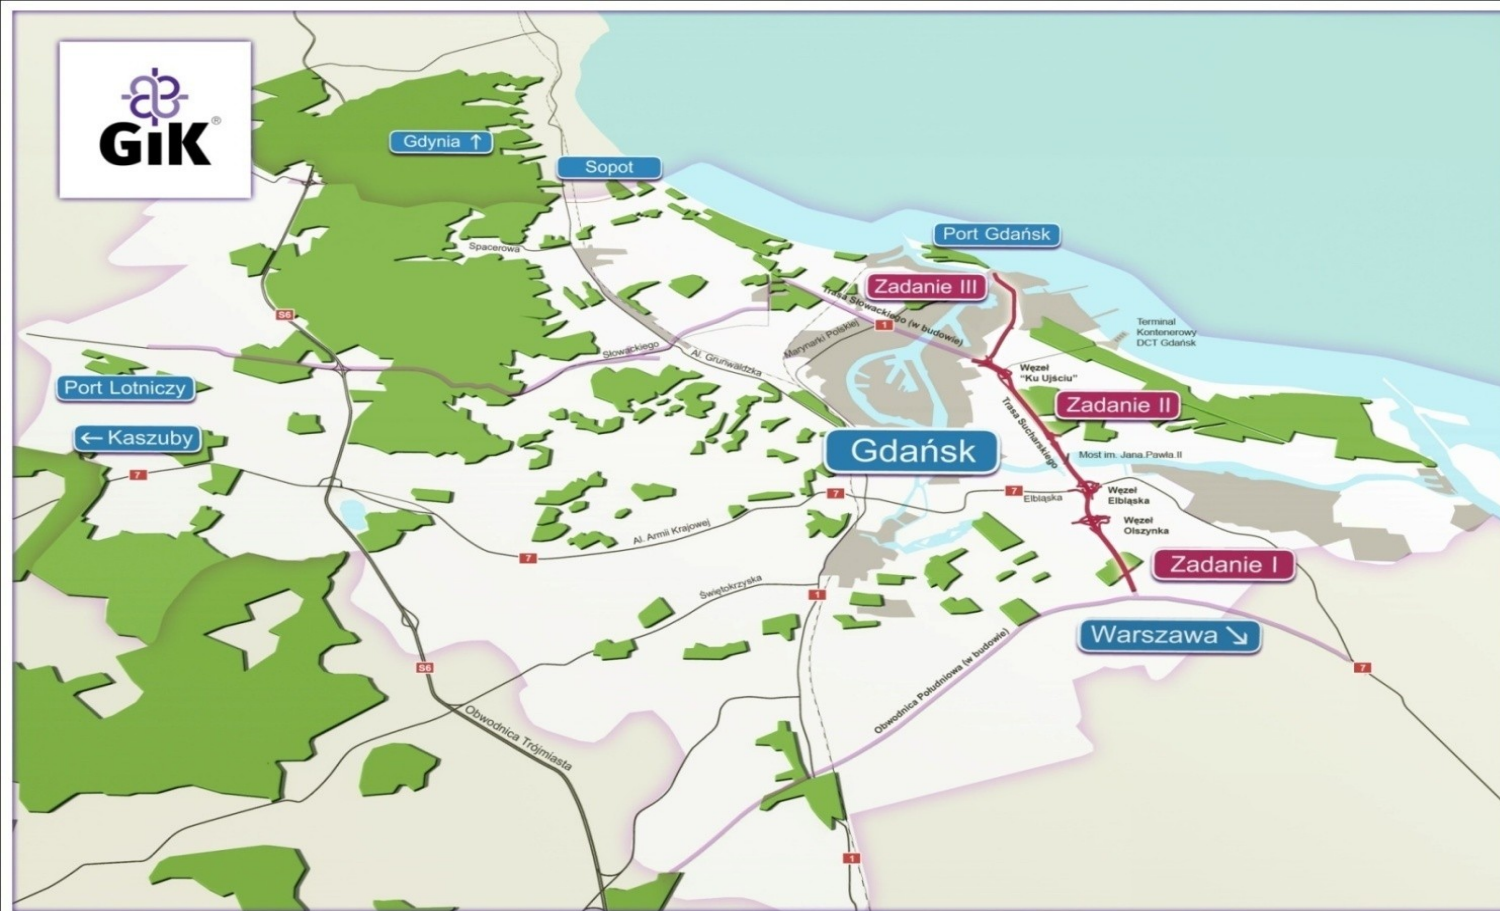 GiK®
Gdynia ↑
Sopot
Port Gdańsk
Spacerowa
Zadanie III
Trasa Słowackiego (w budowie)
1
S6
Marynarki Polskiej
Terminal
Kontenerowy
DCT Gdańsk
Słowackiego
Al. Grunwaldzka
Węzeł
"Ku Ujściu"
Port Lotniczy
Zadanie II
Trasa Sucharskiego
← Kaszuby
Gdańsk
Most im. Jana Pawła II
7
7
7
Elbląska
Węzeł
Elbląska
Węzeł
Olszynka
Al. Armii Krajowej
7
Zadanie I
Świętokrzyska
1
Warszawa ↘
Obwodnica Południowa (w budowie)
S6
7
Obwodnica Trójmiasta
1